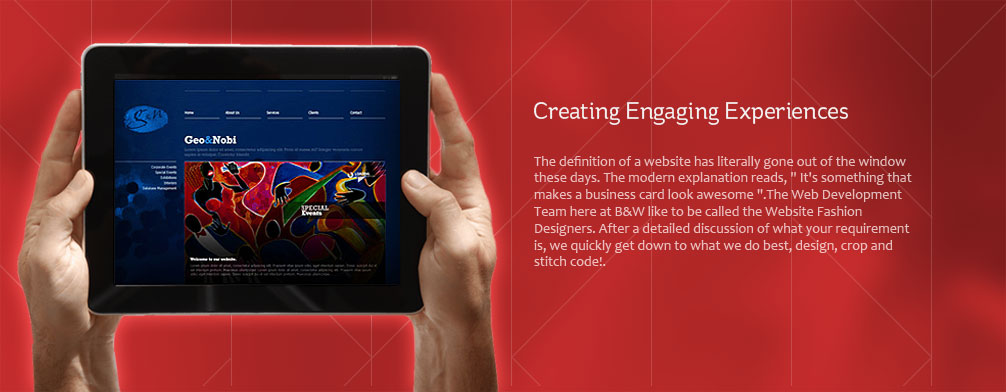 Home About Us Services Clients Contact
Geo&Nobi
Corporate Events
Special Events
Exhibitions
Interiors
Database Management
SPECIAL
Events
Welcome to our website.
Creating Engaging Experiences
The definition of a website has literally gone out of the window
these days. The modern explanation reads, " It's something that
makes a business card look awesome ".The Web Development
Team here at B&W like to be called the Website Fashion
Designers. After a detailed discussion of what your requirement
is, we quickly get down to what we do best, design, crop and
stitch code!.